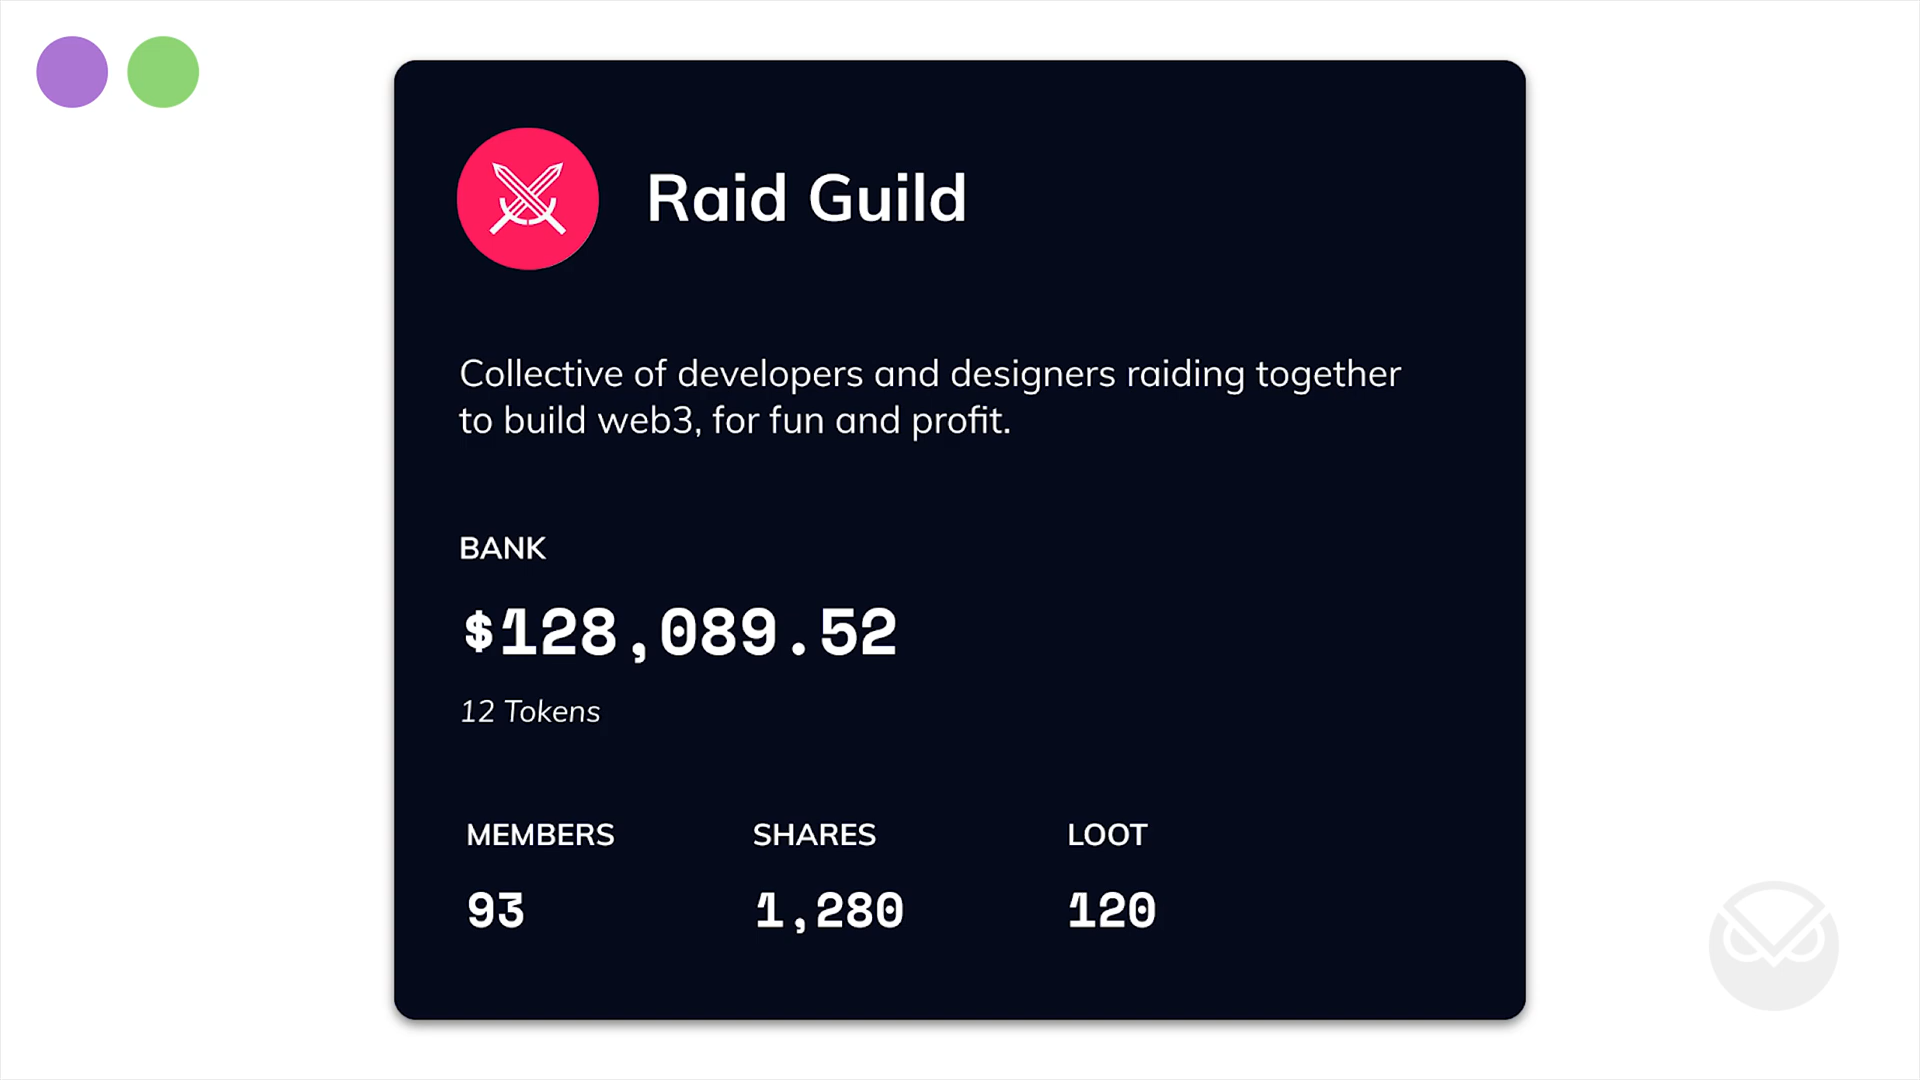 Raid Guild
Collective of developers and designers raiding together
to build web3, for fun and profit.
BANK
$128,089.52
12 Tokens
MEMBERS SHARES LOOT
93 1,280 120